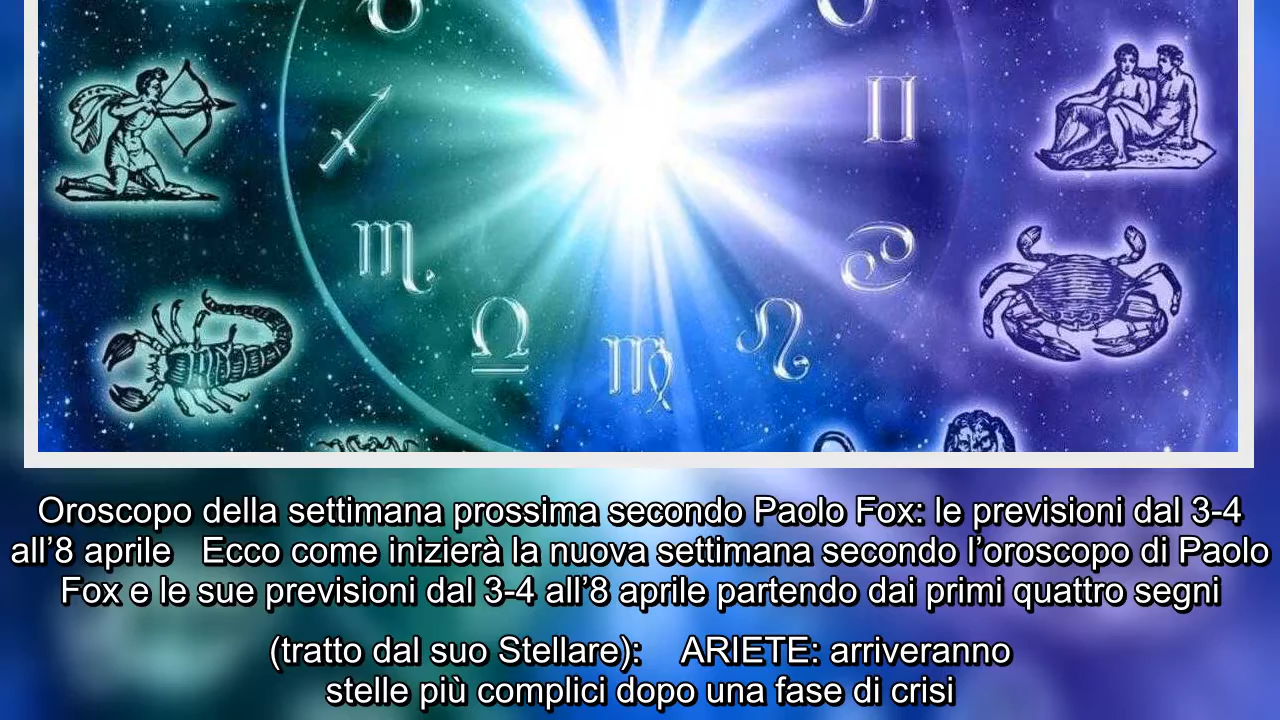 Oroscopo della settimana prossima secondo Paolo Fox: le previsioni dal 3-4
all’8 aprile   Ecco come inizierà la nuova settimana secondo l’oroscopo di Paolo
Fox e le sue previsioni dal 3-4 all’8 aprile partendo dai primi quattro segni
(tratto dal suo Stellare):    ARIETE: arriveranno
stelle più complici dopo una fase di crisi